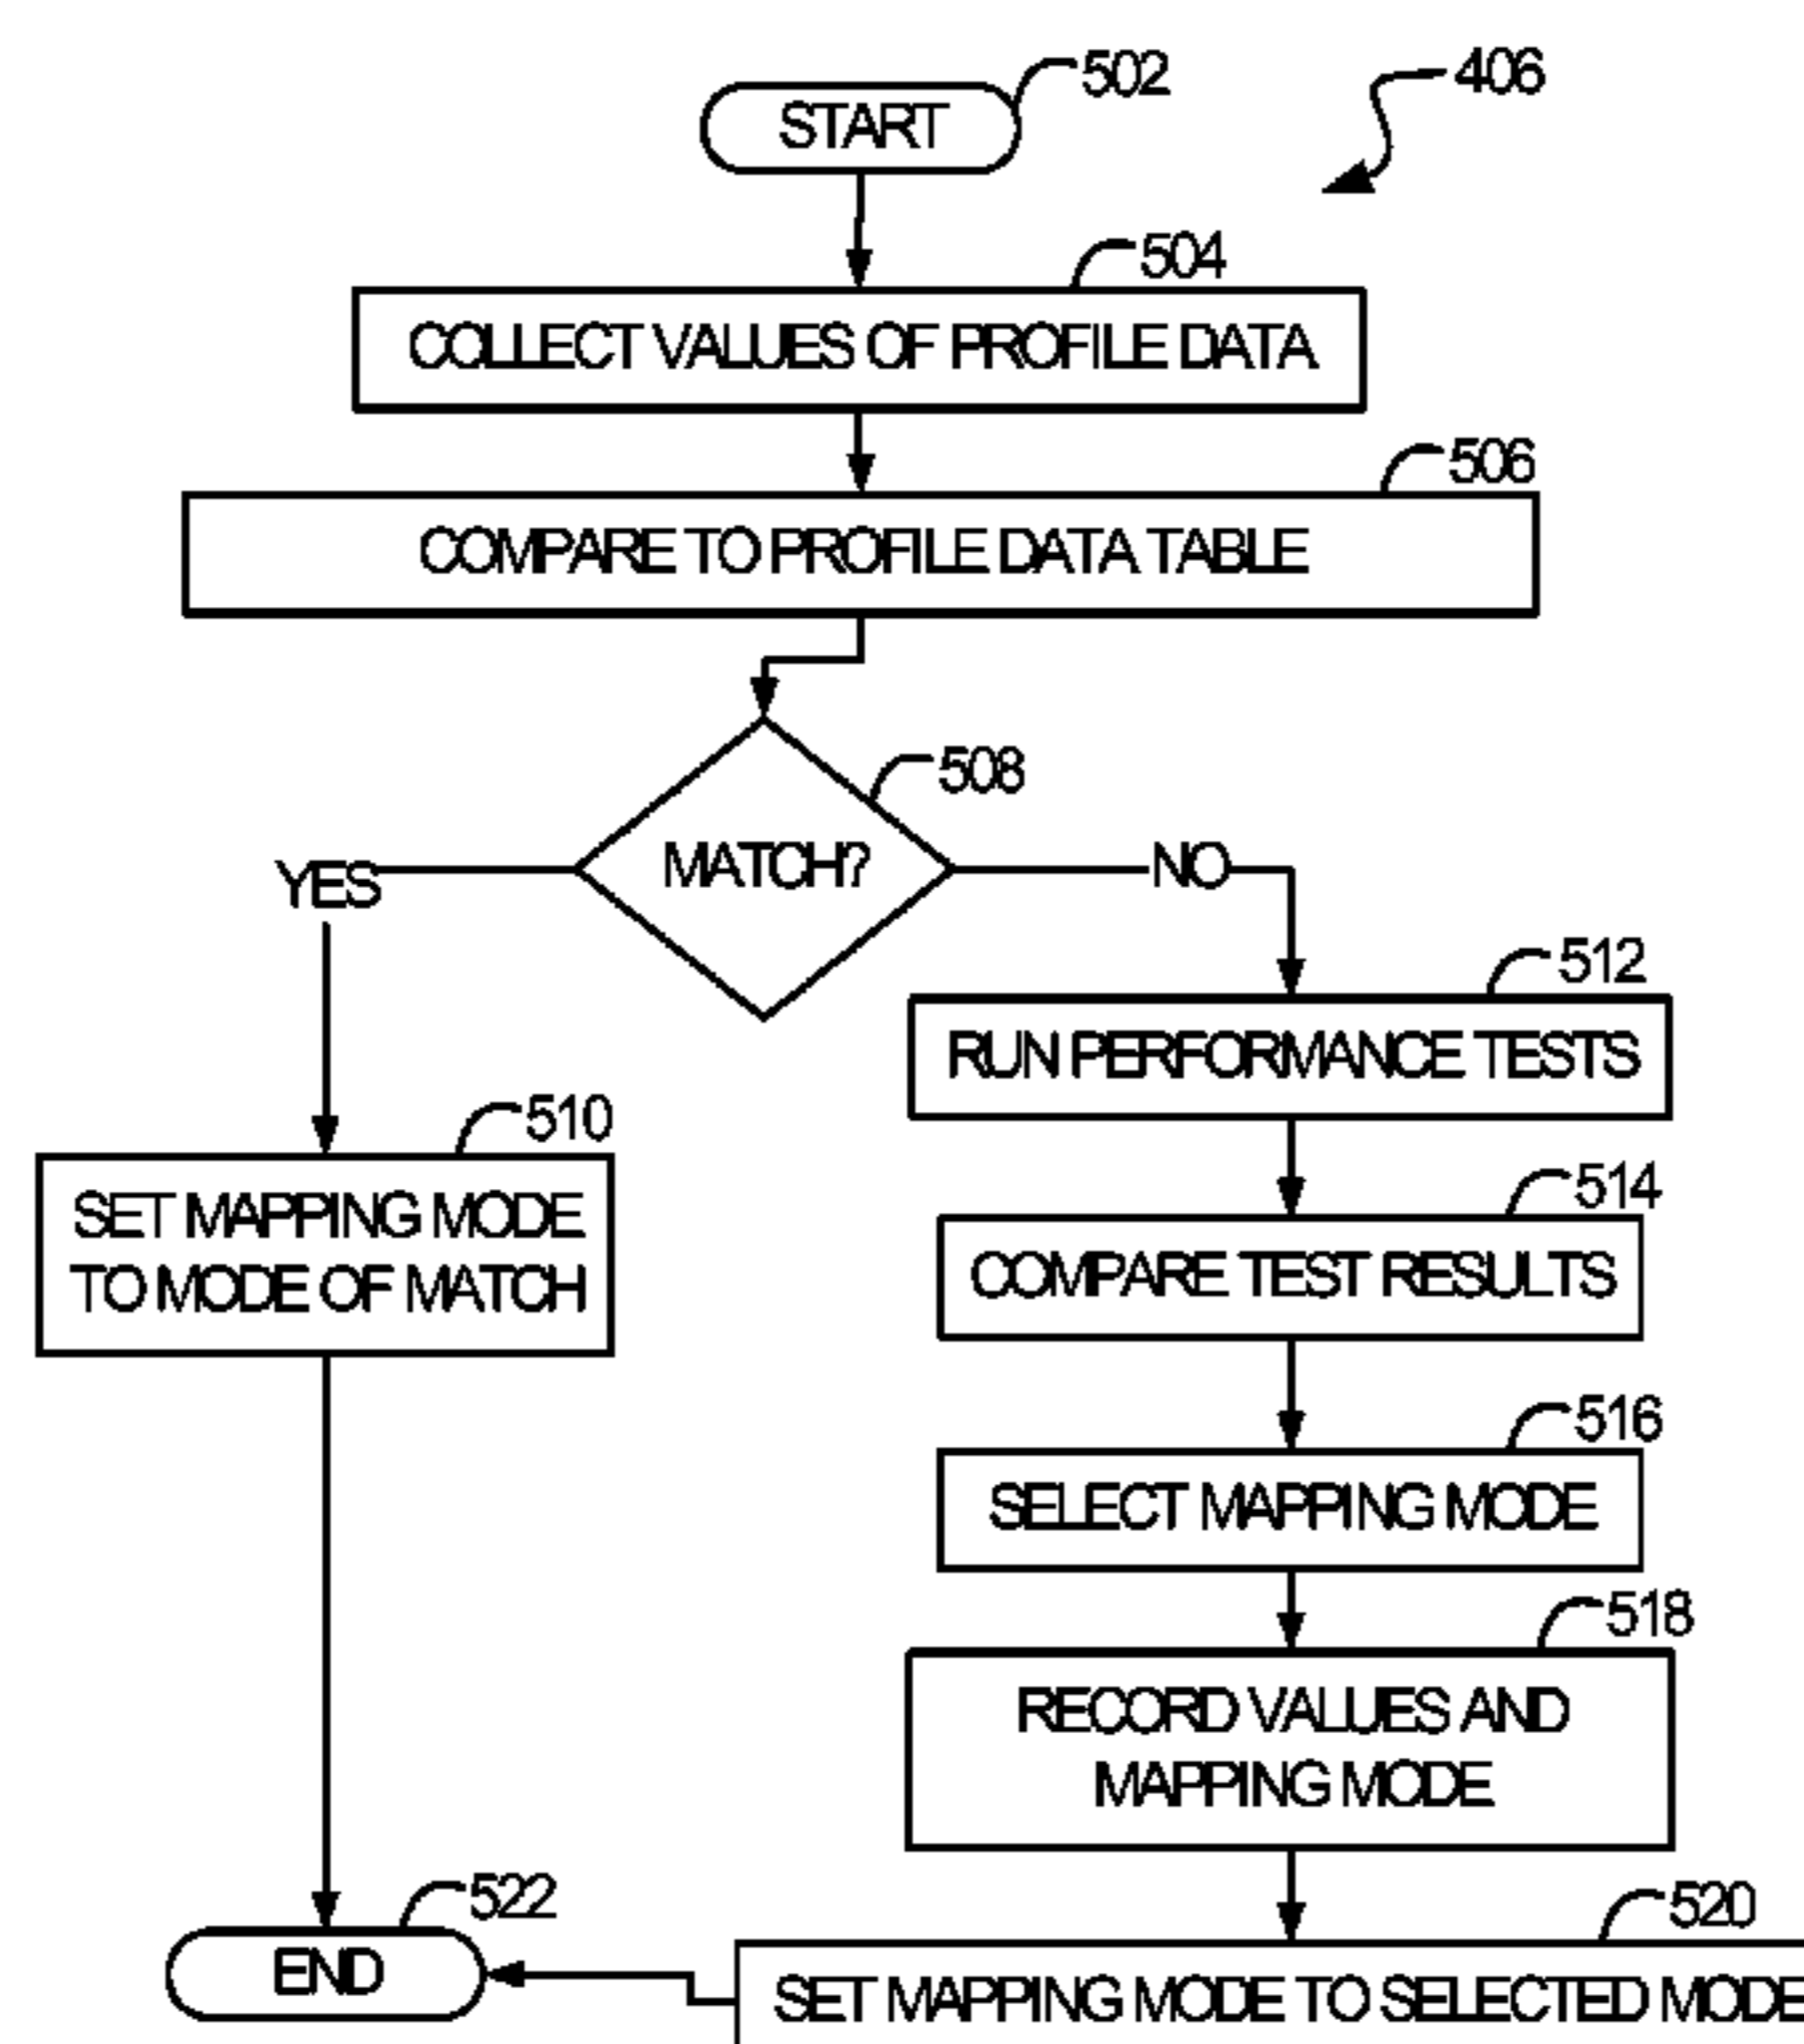 502
406
START
504
COLLECT VALUES OF PROFILE DATA
506
COMPARE TO PROFILE DATA TABLE
508
MATCH?
YES
NO
512
RUN PERFORMANCE TESTS
510
SET MAPPING MODE
TO MODE OF MATCH
514
COMPARE TEST RESULTS
516
SELECT MAPPING MODE
518
RECORD VALUES AND
MAPPING MODE
522
END
520
SET MAPPING MODE TO SELECTED MODE